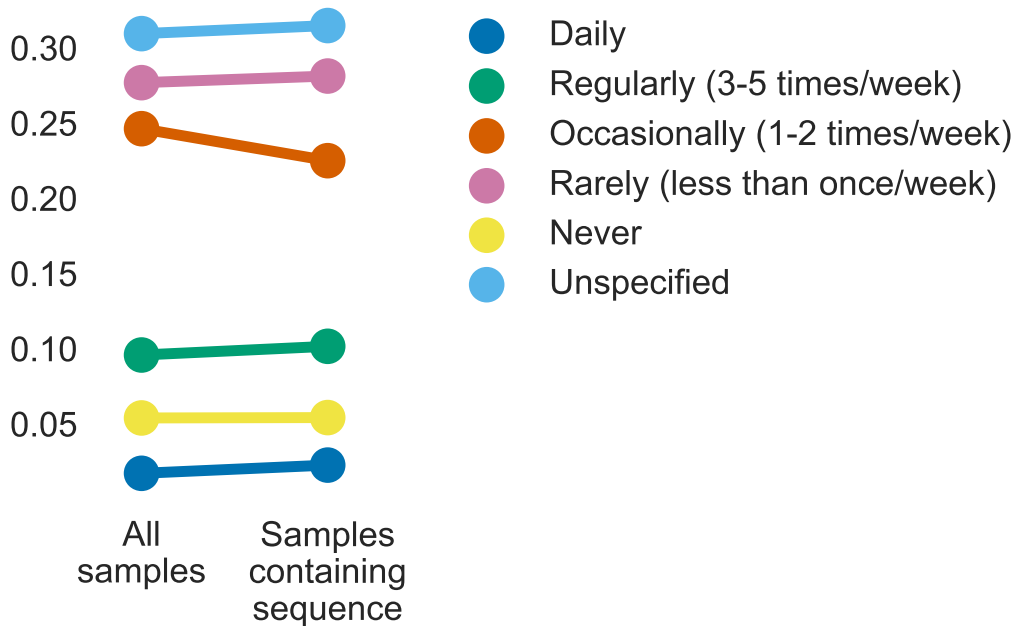 0.30
0.25
0.20
0.15
0.10
0.05
All
samples
Samples
containing
sequence
Daily
Regularly (3-5 times/week)
Occasionally (1-2 times/week)
Rarely (less than once/week)
Never
Unspecified